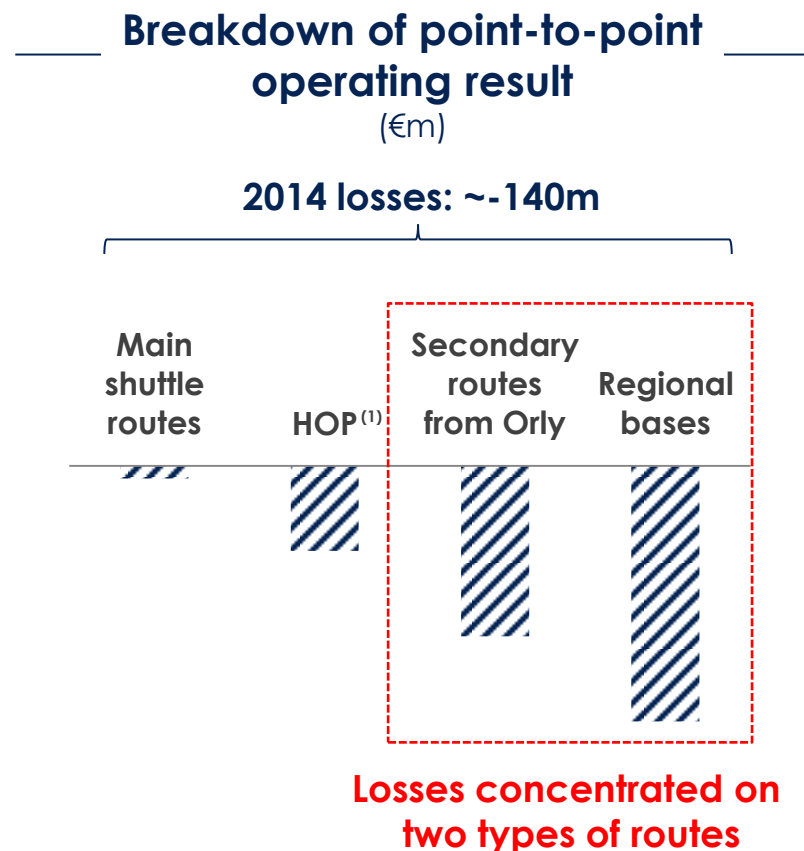 Breakdown of point-to-point
operating result
(€m)
2014 losses: ~-140m
Main
shuttle
routes
HOP(1)
Secondary
routes
from Orly
Regional
bases
Losses concentrated on
two types of routes